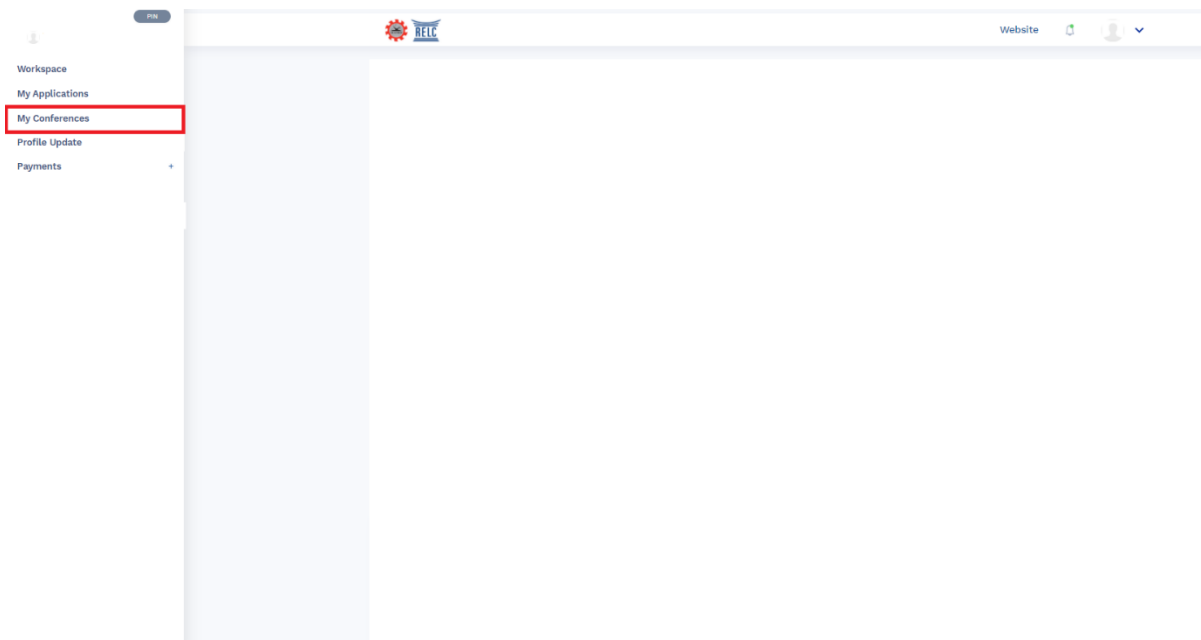 PIN
RELC
Website
Workspace
My Applications
My Conferences
Profile Update
Payments +